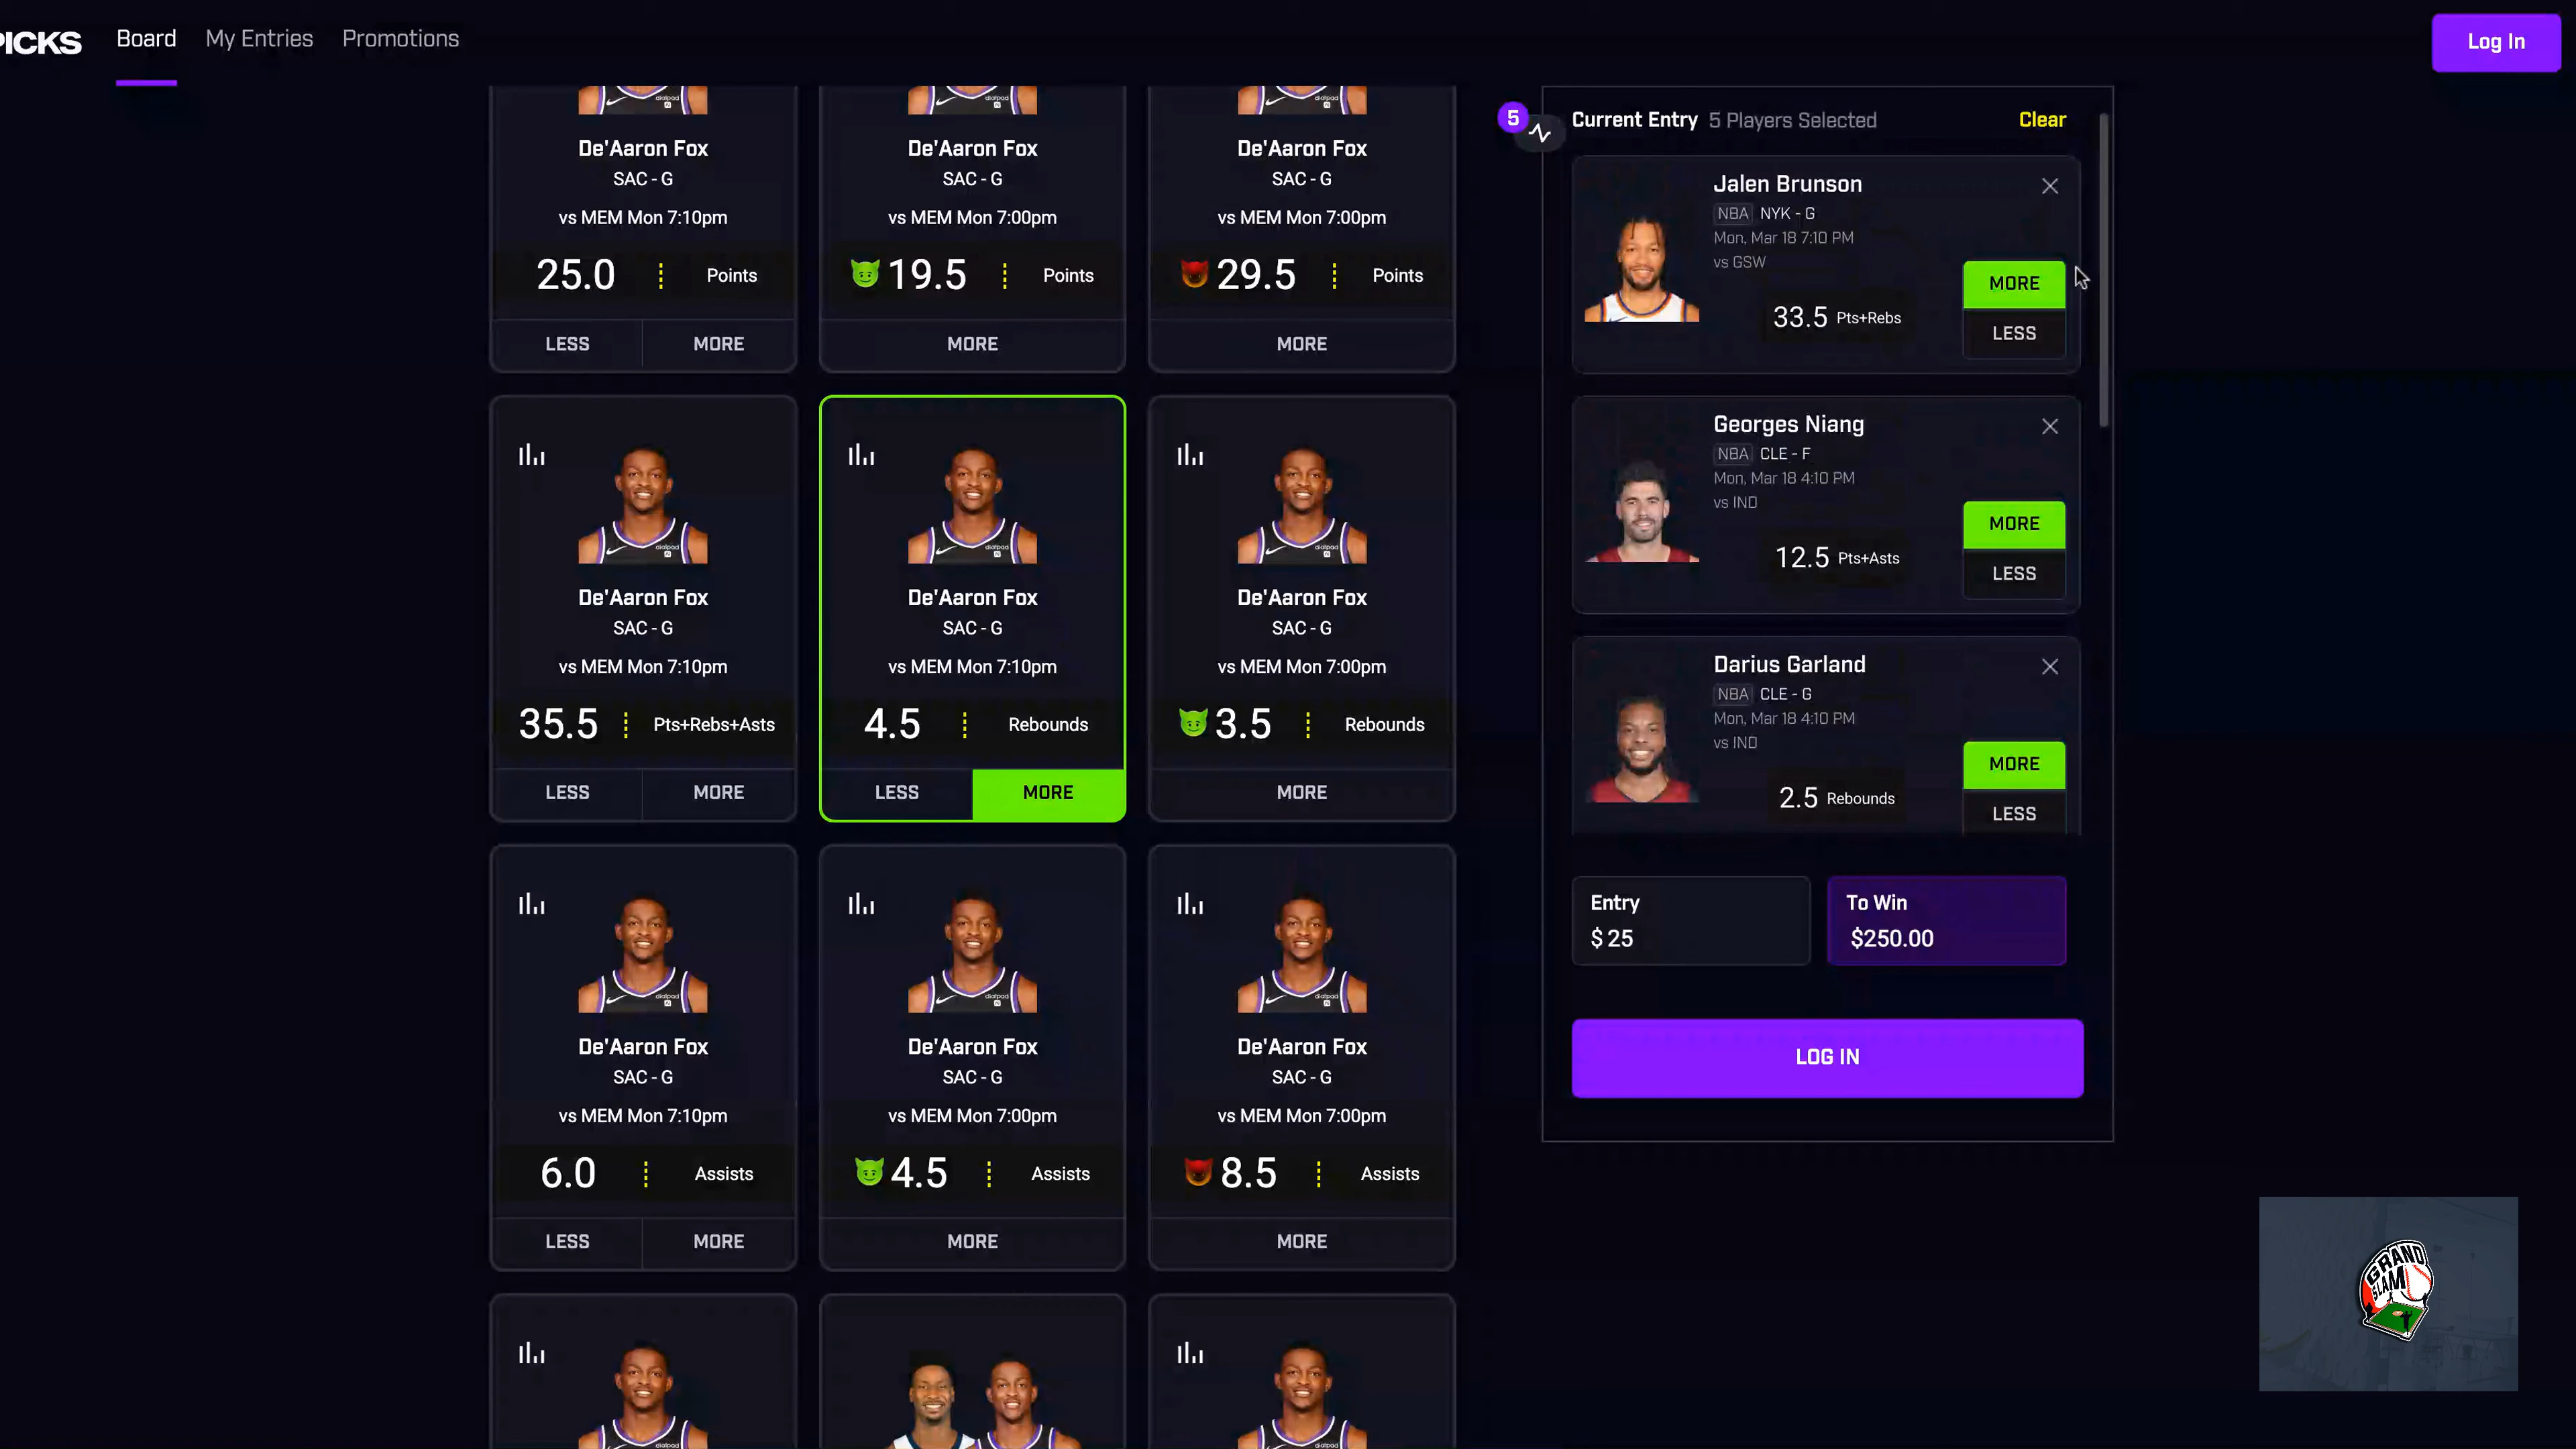 PICKS
Board
My Entries
Promotions
Log In
De'Aaron Fox
SAC - G
vs MEM Mon 7:10pm
25.0
Points
LESS
MORE
De'Aaron Fox
SAC - G
vs MEM Mon 7:00pm
19.5
Points
MORE
De'Aaron Fox
SAC - G
vs MEM Mon 7:00pm
29.5
Points
MORE
De'Aaron Fox
SAC - G
vs MEM Mon 7:10pm
35.5
Pts+Rebs+Asts
LESS
MORE
De'Aaron Fox
SAC - G
vs MEM Mon 7:10pm
4.5
Rebounds
LESS
MORE
De'Aaron Fox
SAC - G
vs MEM Mon 7:00pm
3.5
Rebounds
MORE
De'Aaron Fox
SAC - G
vs MEM Mon 7:10pm
6.0
Assists
LESS
MORE
De'Aaron Fox
SAC - G
vs MEM Mon 7:00pm
4.5
Assists
MORE
De'Aaron Fox
SAC - G
vs MEM Mon 7:00pm
8.5
Assists
MORE
5
Current Entry 5 Players Selected
Clear
Jalen Brunson
NBA NYK - G
Mon, Mar 18 7:10 PM
vs GSW
33.5 Pts+Rebs
MORE
LESS
Georges Niang
NBA CLE - F
Mon, Mar 18 4:10 PM
vs IND
12.5 Pts+Asts
MORE
LESS
Darius Garland
NBA CLE - G
Mon, Mar 18 4:10 PM
vs IND
2.5 Rebounds
MORE
LESS
Entry
$ 25
To Win
$250.00
LOG IN
GRAND
SLAM